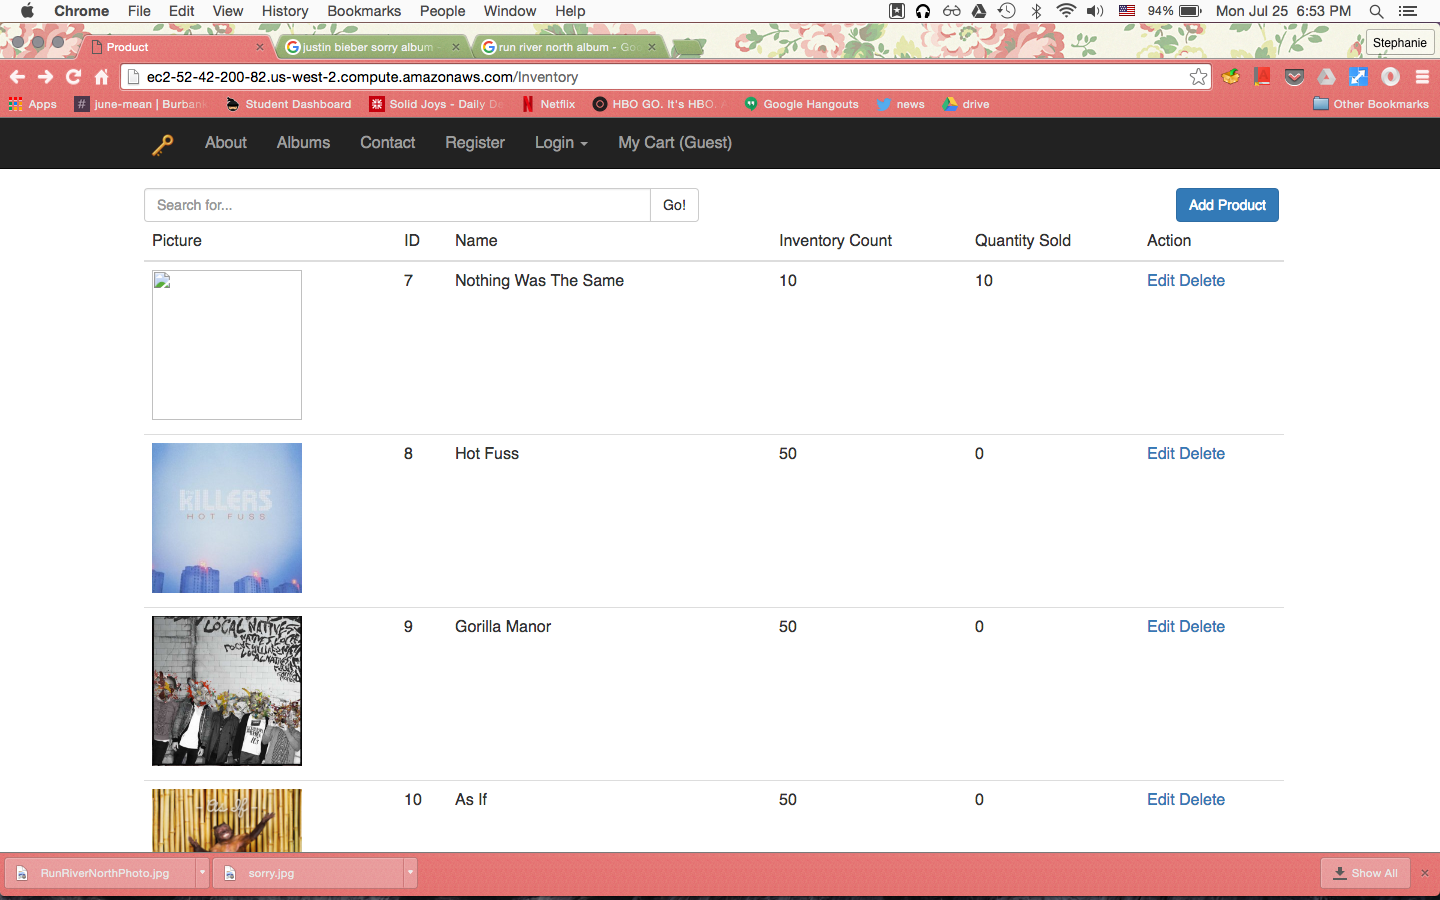 Chrome File Edit View History Bookmarks People Window Help 94% Mon Jul 25 6:53 PM
Product justin bieber sorry album - run river north album - Goo Stephanie
ec2-52-42-200-82.us-west-2.compute.amazonaws.com/Inventory
Apps june-mean | Burbank Student Dashboard Solid Joys - Daily De Netflix HBO GO. It's HBO. Google Hangouts news drive Other Bookmarks
About Albums Contact Register Login My Cart (Guest)
Search for... Go! Add Product
Picture ID Name Inventory Count Quantity Sold Action
7 Nothing Was The Same 10 10 Edit Delete
8 Hot Fuss 50 0 Edit Delete
KILLERS
HOT FUSS
9 Gorilla Manor 50 0 Edit Delete
LOCAL NATIVES
10 As If 50 0 Edit Delete
As If
RunRiverNorthPhoto.jpg sorry.jpg Show All